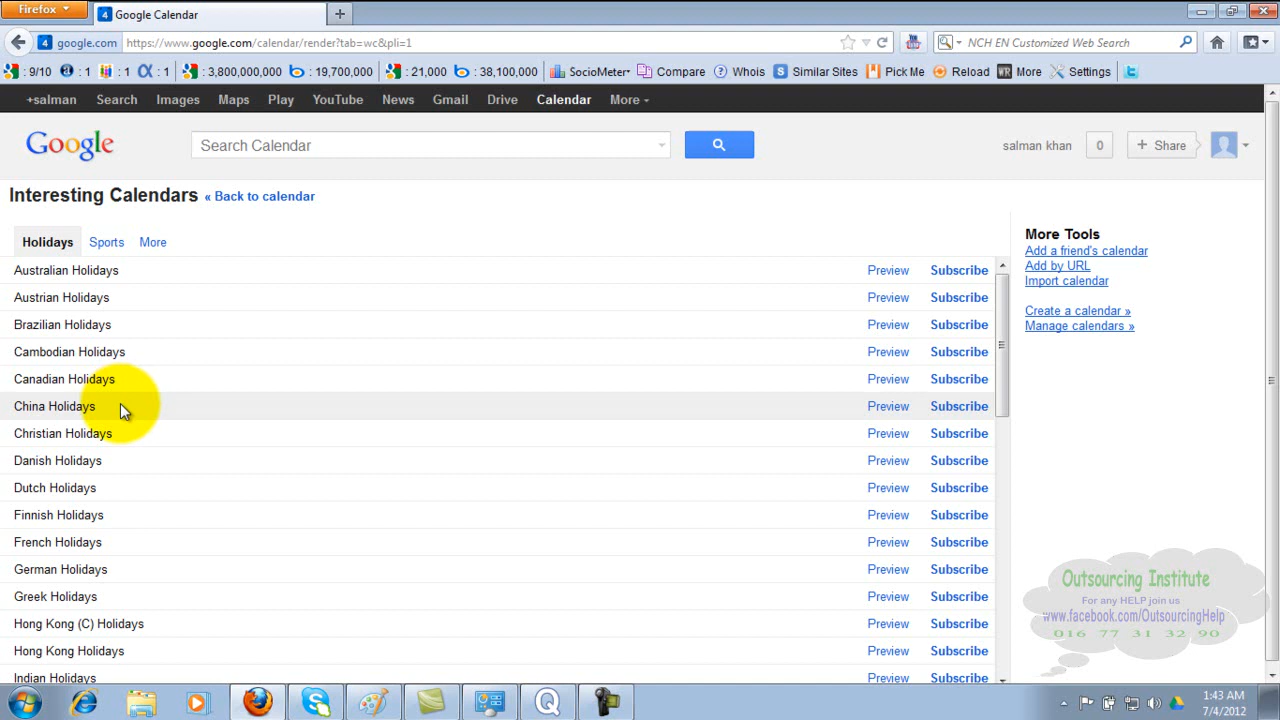 Firefox
Google Calendar
google.com
https://www.google.com/calendar/render?tab=wc&pli=1
NCH EN Customized Web Search
: 9/10
: 1
: 1
: 1
: 3,800,000,000
: 19,700,000
: 21,000
: 38,100,000
SocioMeter
Compare
Whois
Similar Sites
Pick Me
Reload
More
Settings
+salman
Search
Images
Maps
Play
YouTube
News
Gmail
Drive
Calendar
More
Google
Search Calendar
salman khan
0
+ Share
Interesting Calendars
« Back to calendar
Holidays
Sports
More
Australian Holidays Preview Subscribe
Austrian Holidays Preview Subscribe
Brazilian Holidays Preview Subscribe
Cambodian Holidays Preview Subscribe
Canadian Holidays Preview Subscribe
China Holidays Preview Subscribe
Christian Holidays Preview Subscribe
Danish Holidays Preview Subscribe
Dutch Holidays Preview Subscribe
Finnish Holidays Preview Subscribe
French Holidays Preview Subscribe
German Holidays Preview Subscribe
Greek Holidays Preview Subscribe
Hong Kong (C) Holidays Preview Subscribe
Hong Kong Holidays Preview Subscribe
Indian Holidays Preview Subscribe
More Tools
Add a friend's calendar
Add by URL
Import calendar
Create a calendar »
Manage calendars »
Outsourcing Institute
For any HELP join us
www.facebook.com/OutsourcingHelp
016 77 31 32 90
1:43 AM
7/4/2012